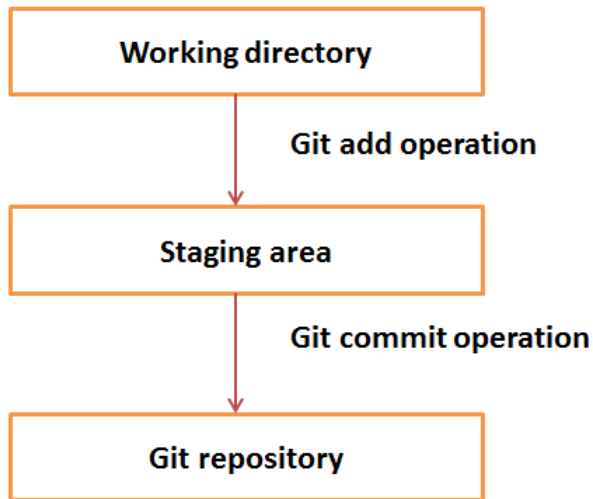 Working directory
Git add operation
Staging area
Git commit operation
Git repository